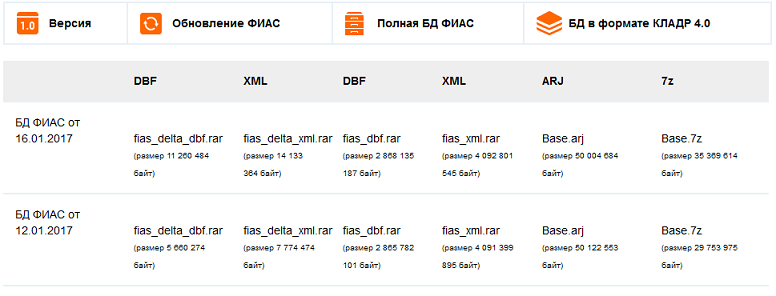 1.0 Версия Обновление ФИАС Полная БД ФИАС БД в формате КЛАДР 4.0
DBF XML DBF XML ARJ 7z
БД ФИАС от
16.01.2017
fias_delta_dbf.rar fias_delta_xml.rar fias_dbf.rar fias_xml.rar Base.arj Base.7z
(размер 11 260 484 (размер 14 133 (размер 2 868 135 (размер 4 092 801 (размер 50 004 684 (размер 35 369 614
байт) 364 байт) 187 байт) 545 байт) байт) байт)
БД ФИАС от
12.01.2017
fias_delta_dbf.rar fias_delta_xml.rar fias_dbf.rar fias_xml.rar Base.arj Base.7z
(размер 5 660 274 (размер 7 774 474 (размер 2 865 782 (размер 4 091 399 (размер 50 122 553 (размер 29 753 975
байт) байт) 101 байт) 895 байт) байт) байт)